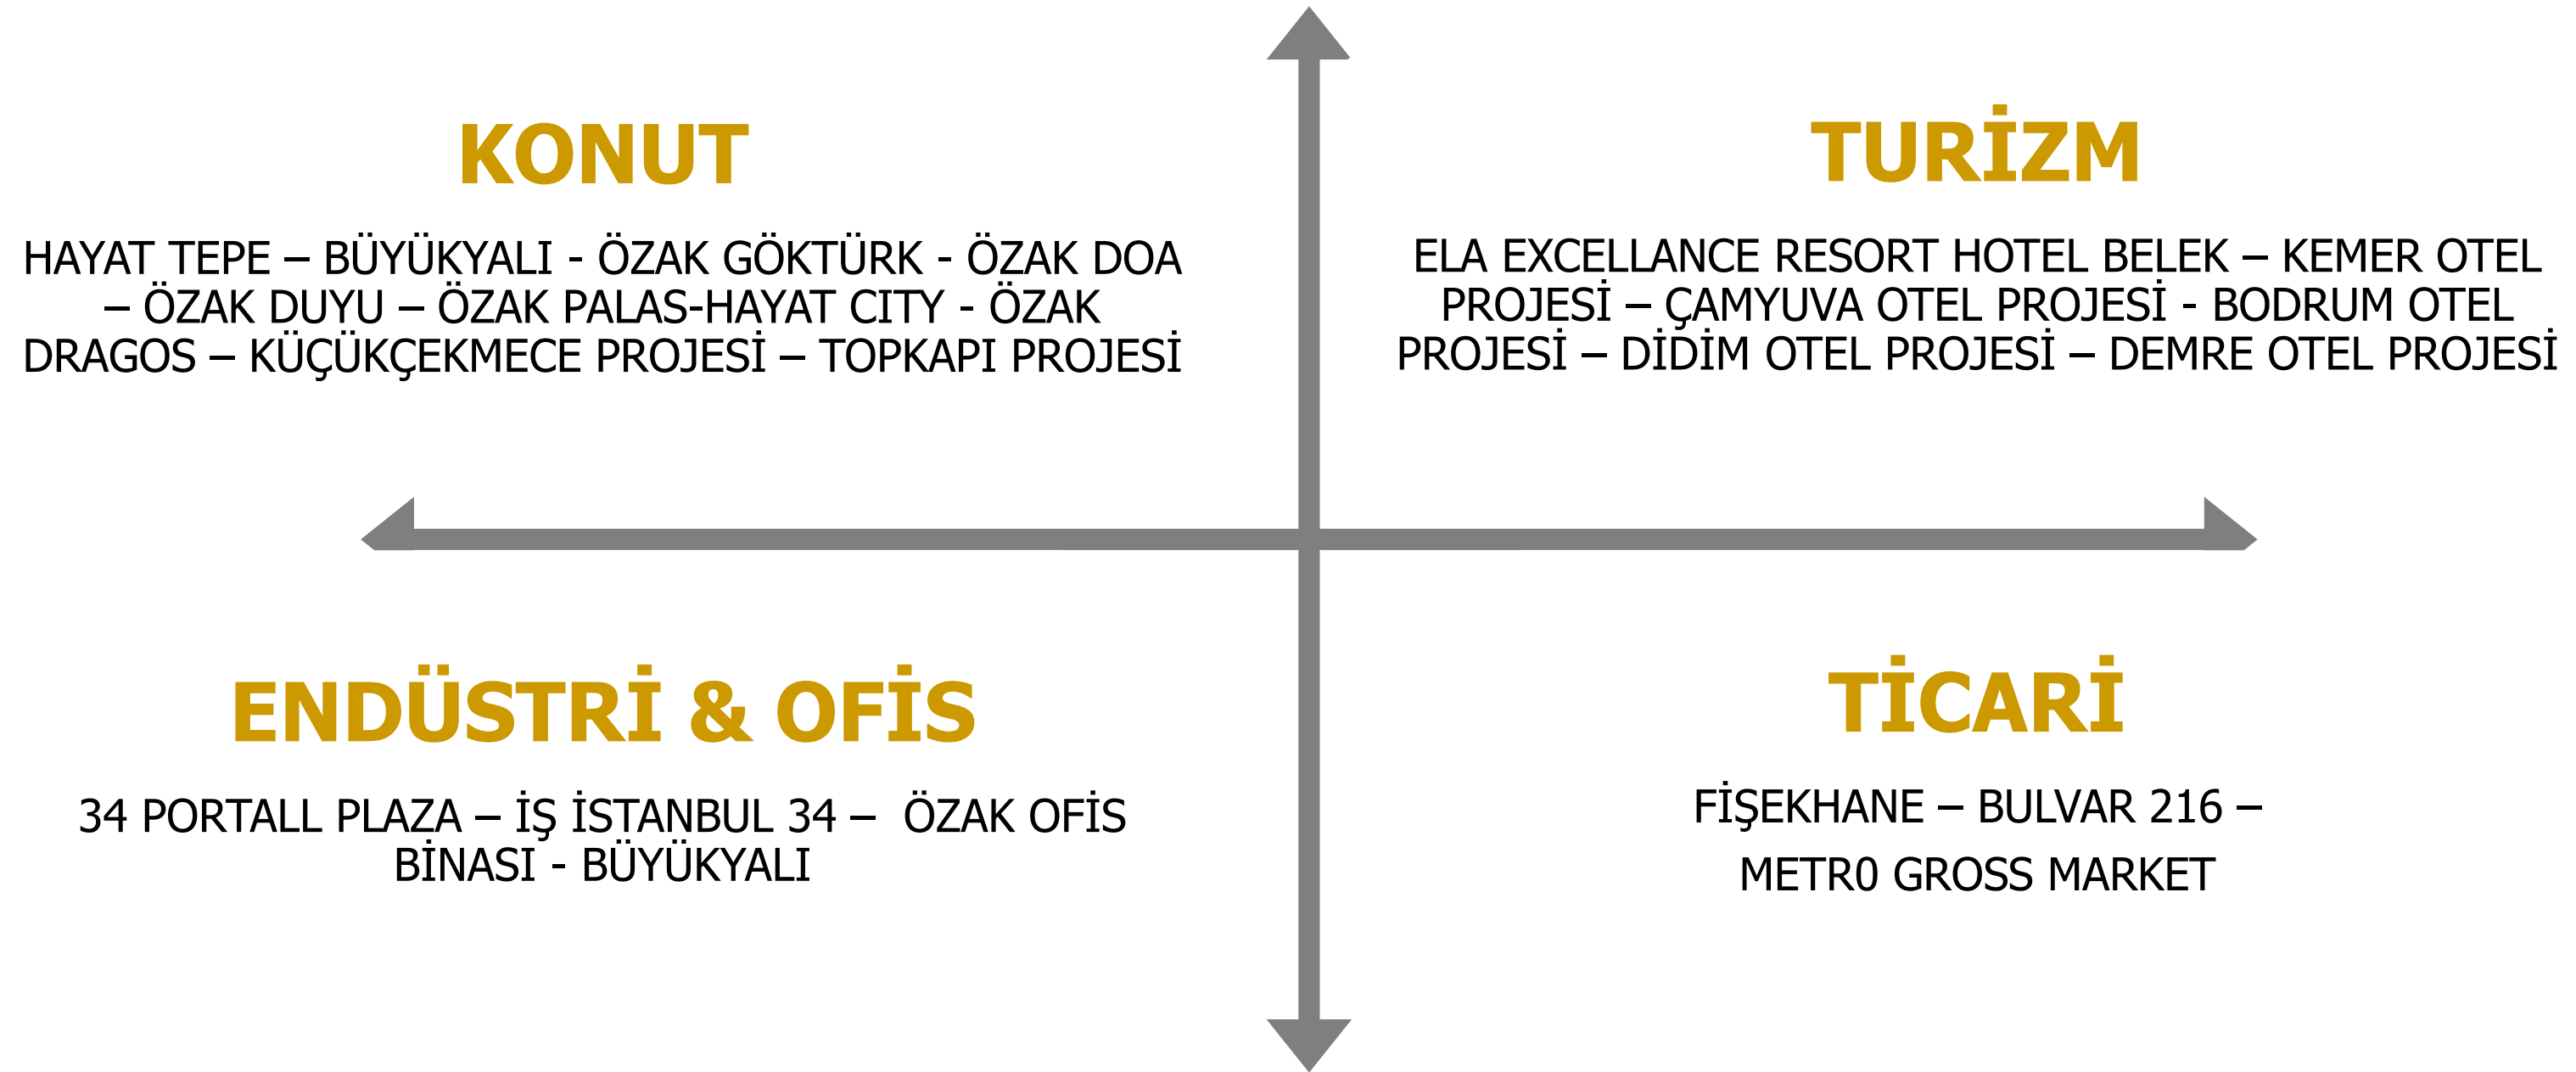 KONUT
HAYAT TEPE – BÜYÜKYALI - ÖZAK GÖKTÜRK - ÖZAK DOA
– ÖZAK DUYU – ÖZAK PALAS-HAYAT CITY - ÖZAK
DRAGOS – KÜÇÜKÇEKMECE PROJESİ – TOPKAPI PROJESİ
TURİZM
ELA EXCELLANCE RESORT HOTEL BELEK – KEMER OTEL
PROJESİ – ÇAMYUVA OTEL PROJESİ - BODRUM OTEL
PROJESİ – DİDİM OTEL PROJESİ – DEMRE OTEL PROJESİ
ENDÜSTRİ & OFİS
34 PORTALL PLAZA – İŞ İSTANBUL 34 – ÖZAK OFİS
BİNASI - BÜYÜKYALI
TİCARİ
FİŞEKHANE – BULVAR 216 –
METR0 GROSS MARKET